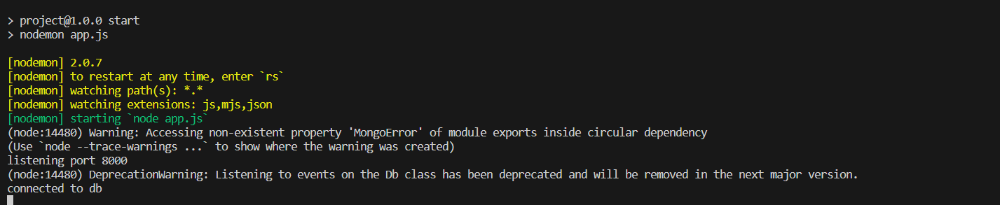 > project@1.0.0 start
> nodemon app.js
[nodemon] 2.0.7
[nodemon] to restart at any time, enter `rs`
[nodemon] watching path(s): *.*
[nodemon] watching extensions: js,mjs,json
[nodemon] starting `node app.js`
(node:14480) Warning: Accessing non-existent property 'MongoError' of module exports inside circular dependency
(Use `node --trace-warnings ...` to show where the warning was created)
listening port 8000
(node:14480) DeprecationWarning: Listening to events on the Db class has been deprecated and will be removed in the next major version.
connected to db